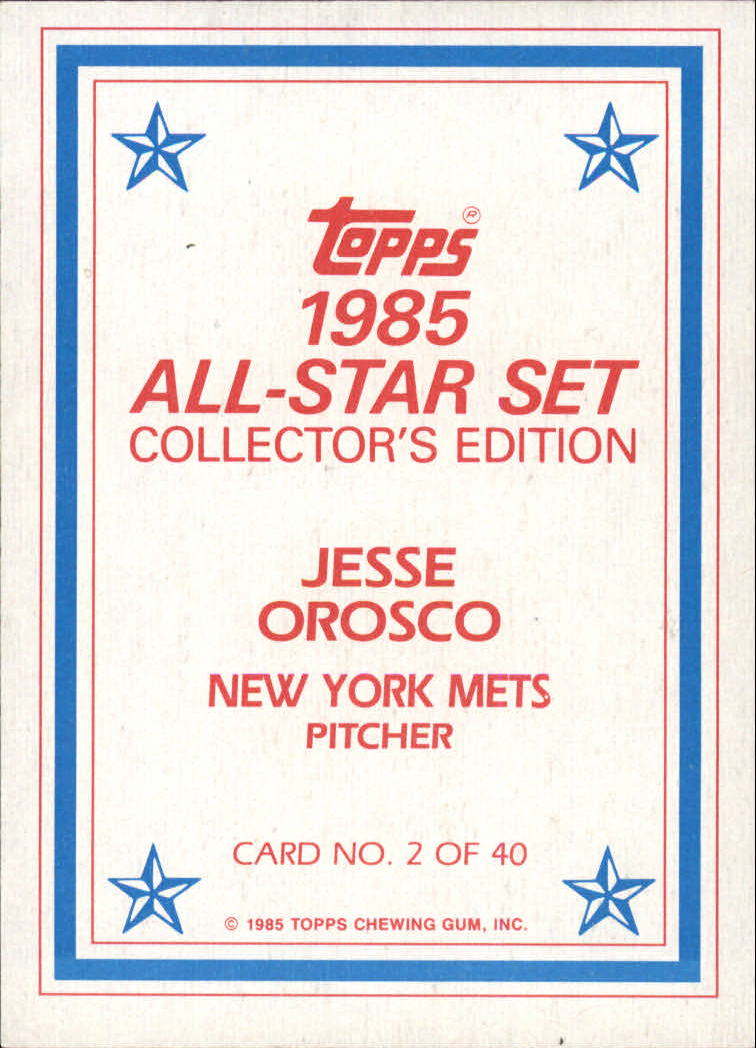 Topps®
1985
ALL-STAR SET
COLLECTOR'S EDITION
JESSE
OROSCO
NEW YORK METS
PITCHER
CARD NO. 2 OF 40
© 1985 TOPPS CHEWING GUM, INC.